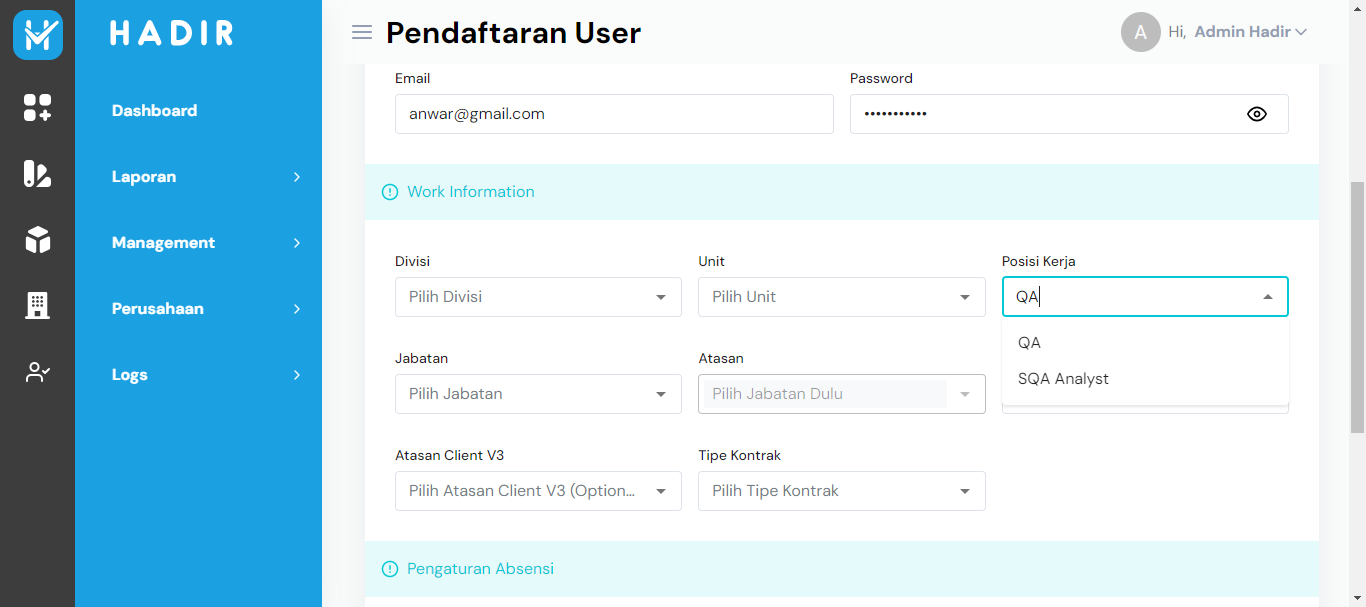 HADIR
Pendaftaran User
A
Hi, Admin Hadir
Dashboard
Laporan
Management
Perusahaan
Logs
Email
Password
anwar@gmail.com
•••••••••••
Work Information
Divisi
Unit
Posisi Kerja
Pilih Divisi
Pilih Unit
QA
QA
SQA Analyst
Jabatan
Atasan
Pilih Jabatan
Pilih Jabatan Dulu
Atasan Client V3
Tipe Kontrak
Pilih Atasan Client V3 (Option...
Pilih Tipe Kontrak
Pengaturan Absensi